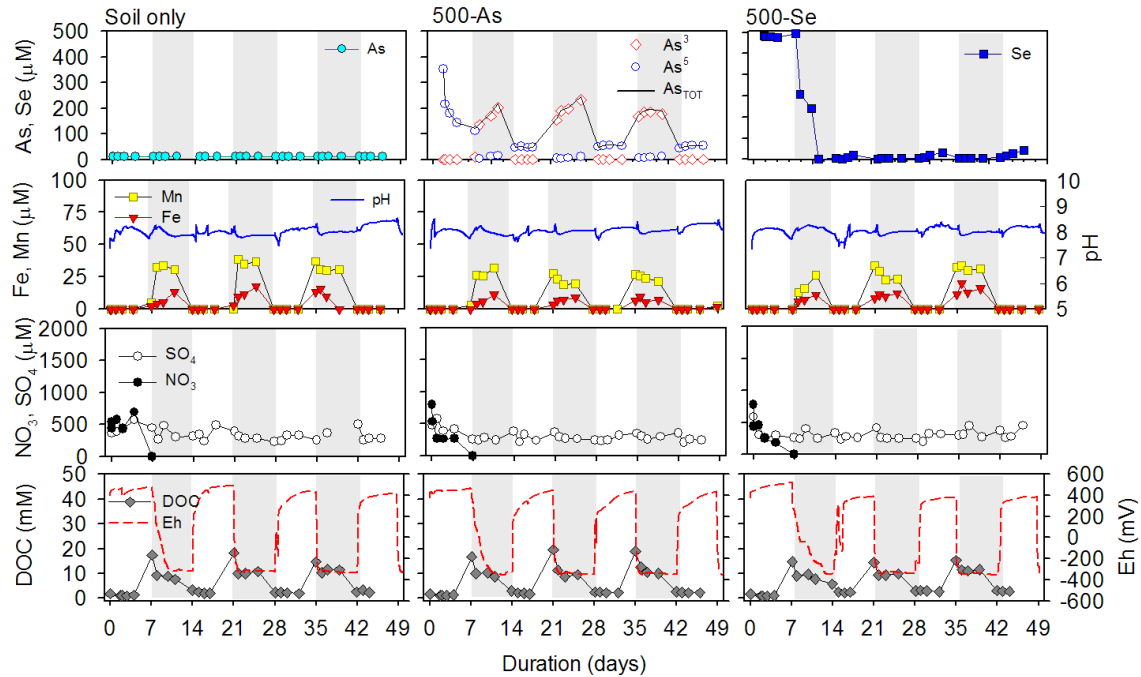 Soil only 500-As 500-Se
As, Se (μM)
500
400
300
200
100
0
As
As³
As⁵
As_TOT
Se
Fe, Mn (μM)
100
75
50
25
0
Mn
Fe
pH
10
9
8
7
6
5
pH
NO₃, SO₄ (μM)
2000
1500
1000
500
0
SO₄
NO₃
DOC (mM)
50
40
30
20
10
0
DOC
Eh
600
400
200
0
-200
-400
-600
Eh (mV)
0 7 14 21 28 35 42 49 0 7 14 21 28 35 42 49 0 7 14 21 28 35 42 49
Duration (days)